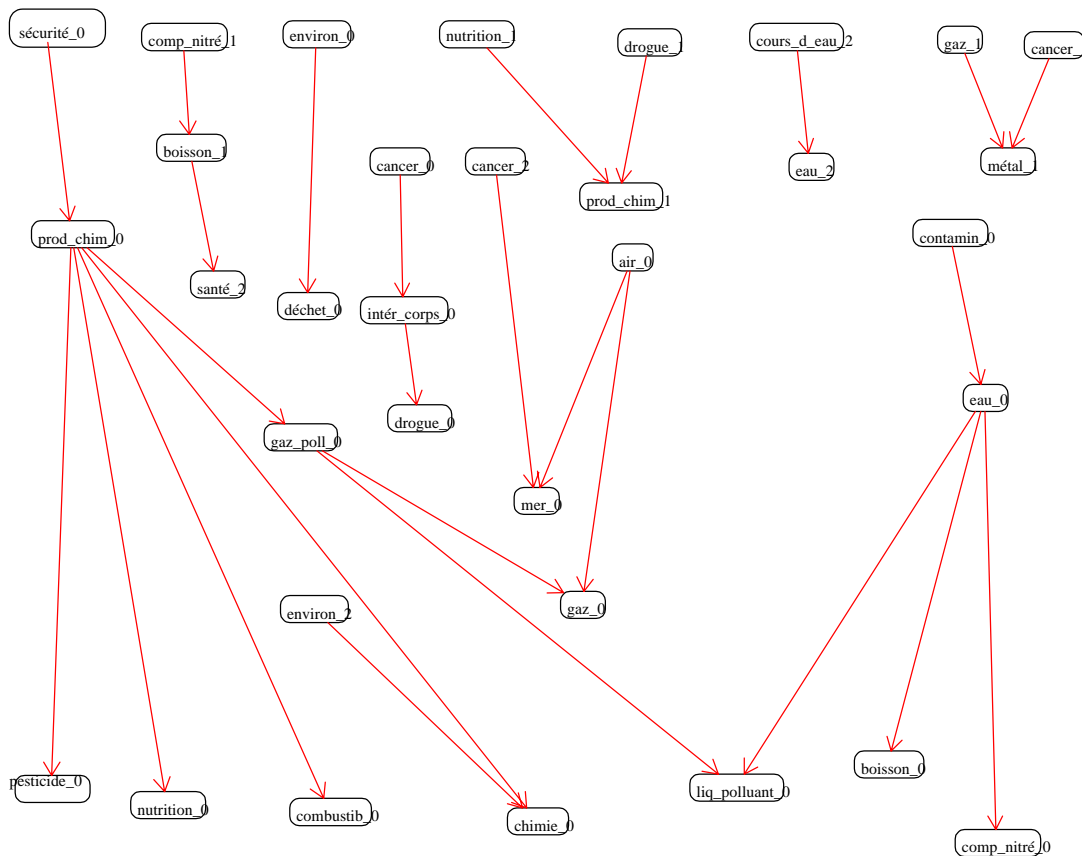 sécurité_0
comp_nitré_1
environ_0
nutrition_1
drogue_1
cours_d_eau_2
gaz_1
cancer_
boisson_1
cancer_0
cancer_2
eau_2
métal_1
prod_chim_1
prod_chim_0
contamin_0
santé_2
air_0
déchet_0
intér_corps_0
eau_0
drogue_0
gaz_poll_0
mer_0
environ_2
gaz_0
pesticide_0
boisson_0
nutrition_0
combustib_0
liq_polluant_0
chimie_0
comp_nitré_0